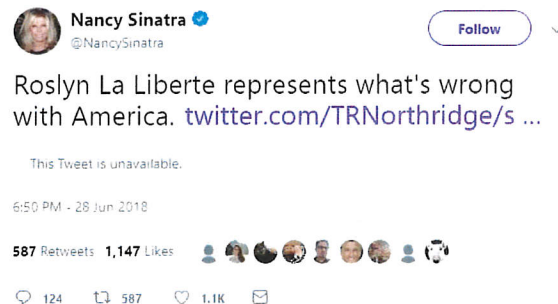 Nancy Sinatra
@NancySinatra
Follow
Roslyn La Liberte represents what's wrong
with America. twitter.com/TRNorthridge/s ...
This Tweet is unavailable.
6:50 PM - 28 Jun 2018
587 Retweets 1,147 Likes
124 587 1.1K